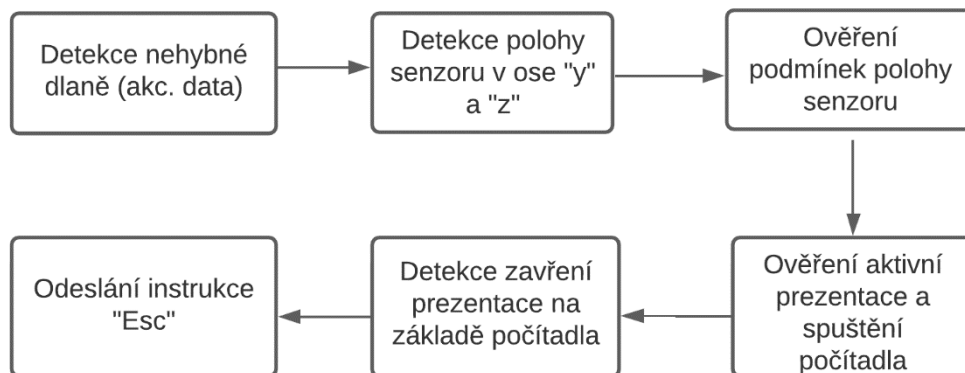 Detekce nehybné
dlaně (akc. data)
Detekce polohy
senzoru v ose "y"
a "z"
Ověření
podmínek polohy
senzoru
Ověření aktivní
prezentace a
spuštění
počítadla
Detekce zavření
prezentace na
základě počítadla
Odeslání instrukce
"Esc"